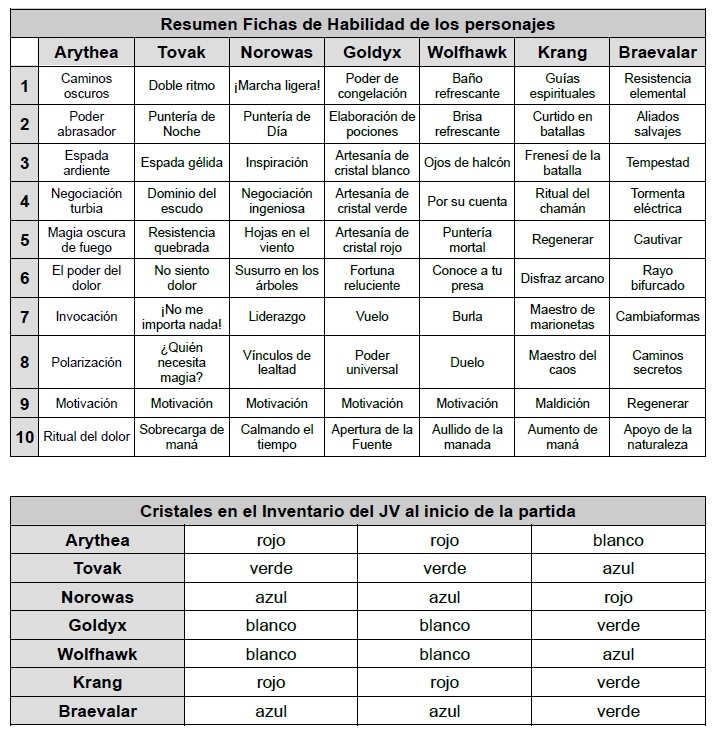 Resumen Fichas de Habilidad de los personajes
Arythea Tovak Norowas Goldyx Wolfhawk Krang Braevalar
1 Caminos oscuros Doble ritmo ¡Marcha ligera! Poder de congelación Baño refrescante Guías espirituales Resistencia elemental
2 Poder abrasador Puntería de Noche Puntería de Día Elaboración de pociones Brisa refrescante Curtido en batallas Aliados salvajes
3 Espada ardiente Espada gélida Inspiración Artesanía de cristal blanco Ojos de halcón Frenesí de la batalla Tempestad
4 Negociación turbia Dominio del escudo Negociación ingeniosa Artesanía de cristal verde Por su cuenta Ritual del chamán Tormenta eléctrica
5 Magia oscura de fuego Resistencia quebrada Hojas en el viento Artesanía de cristal rojo Puntería mortal Regenerar Cautivar
6 El poder del dolor No siento dolor Susurro en los árboles Fortuna reluciente Conoce a tu presa Disfraz arcano Rayo bifurcado
7 Invocación ¡No me importa nada! Liderazgo Vuelo Burla Maestro de marionetas Cambiaformas
8 Polarización ¿Quién necesita magia? Vínculos de lealtad Poder universal Duelo Maestro del caos Caminos secretos
9 Motivación Motivación Motivación Motivación Motivación Maldición Regenerar
10 Ritual del dolor Sobrecarga de maná Calmando el tiempo Apertura de la Fuente Aullido de la manada Aumento de maná Apoyo de la naturaleza
Cristales en el Inventario del JV al inicio de la partida
Arythea rojo rojo blanco
Tovak verde verde azul
Norowas azul azul rojo
Goldyx blanco blanco verde
Wolfhawk blanco blanco azul
Krang rojo rojo verde
Braevalar azul azul verde